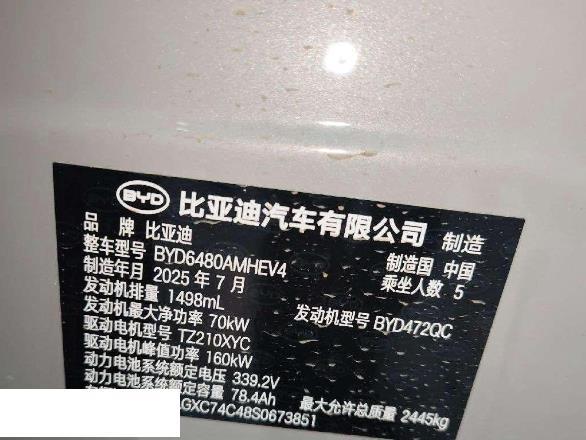 BYD 比亚迪汽车有限公司 制造
品 牌 比亚迪 制造国 中国
整车型号 BYD6480AMHEV4 乘坐人数 5
制造年月 2025 年 7 月
发动机排量 1498mL 发动机型号 BYD472QC
发动机最大净功率 70kW
驱动电机型号 TZ210XYC
驱动电机峰值功率 160kW
动力电池系统额定电压 339.2V
动力电池系统额定容量 78.4Ah 最大允许总质量 2445kg
GXC74C48S0673851